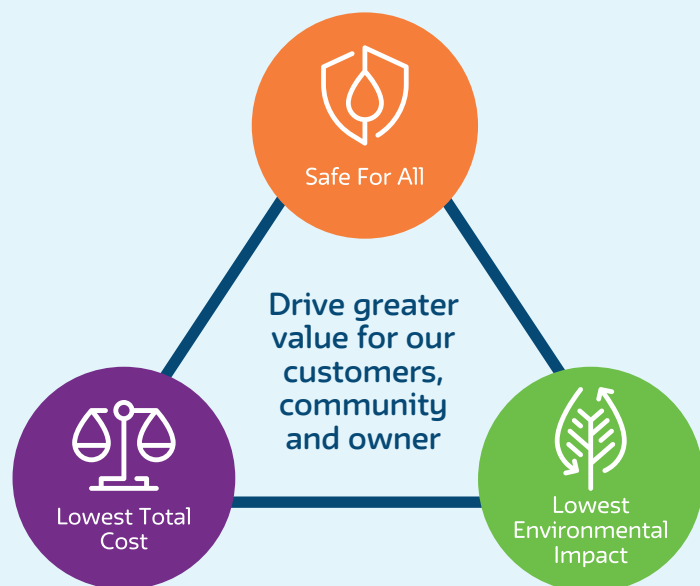 Safe For All
Drive greater
value for our
customers,
community
and owner
Lowest Total
Cost
Lowest
Environmental
Impact